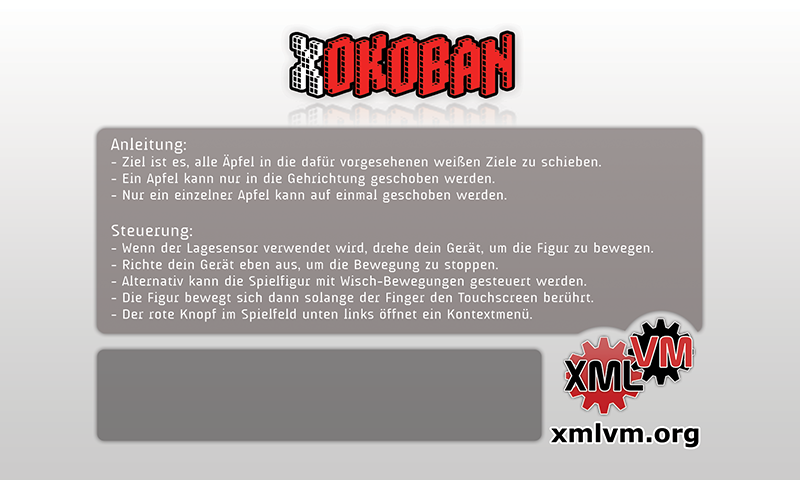 XOKOBAN
Anleitung:
- Ziel ist es, alle Äpfel in die dafür vorgesehenen weißen Ziele zu schieben.
- Ein Apfel kann nur in die Gehrichtung geschoben werden.
- Nur ein einzelner Apfel kann auf einmal geschoben werden.
Steuerung:
- Wenn der Lagesensor verwendet wird, drehe dein Gerät, um die Figur zu bewegen.
- Richte dein Gerät eben aus, um die Bewegung zu stoppen.
- Alternativ kann die Spielfigur mit Wisch-Bewegungen gesteuert werden.
- Die Figur bewegt sich dann solange der Finger den Touchscreen berührt.
- Der rote Knopf im Spielfeld unten links öffnet ein Kontextmenü.
XMLVM
xmlvm.org